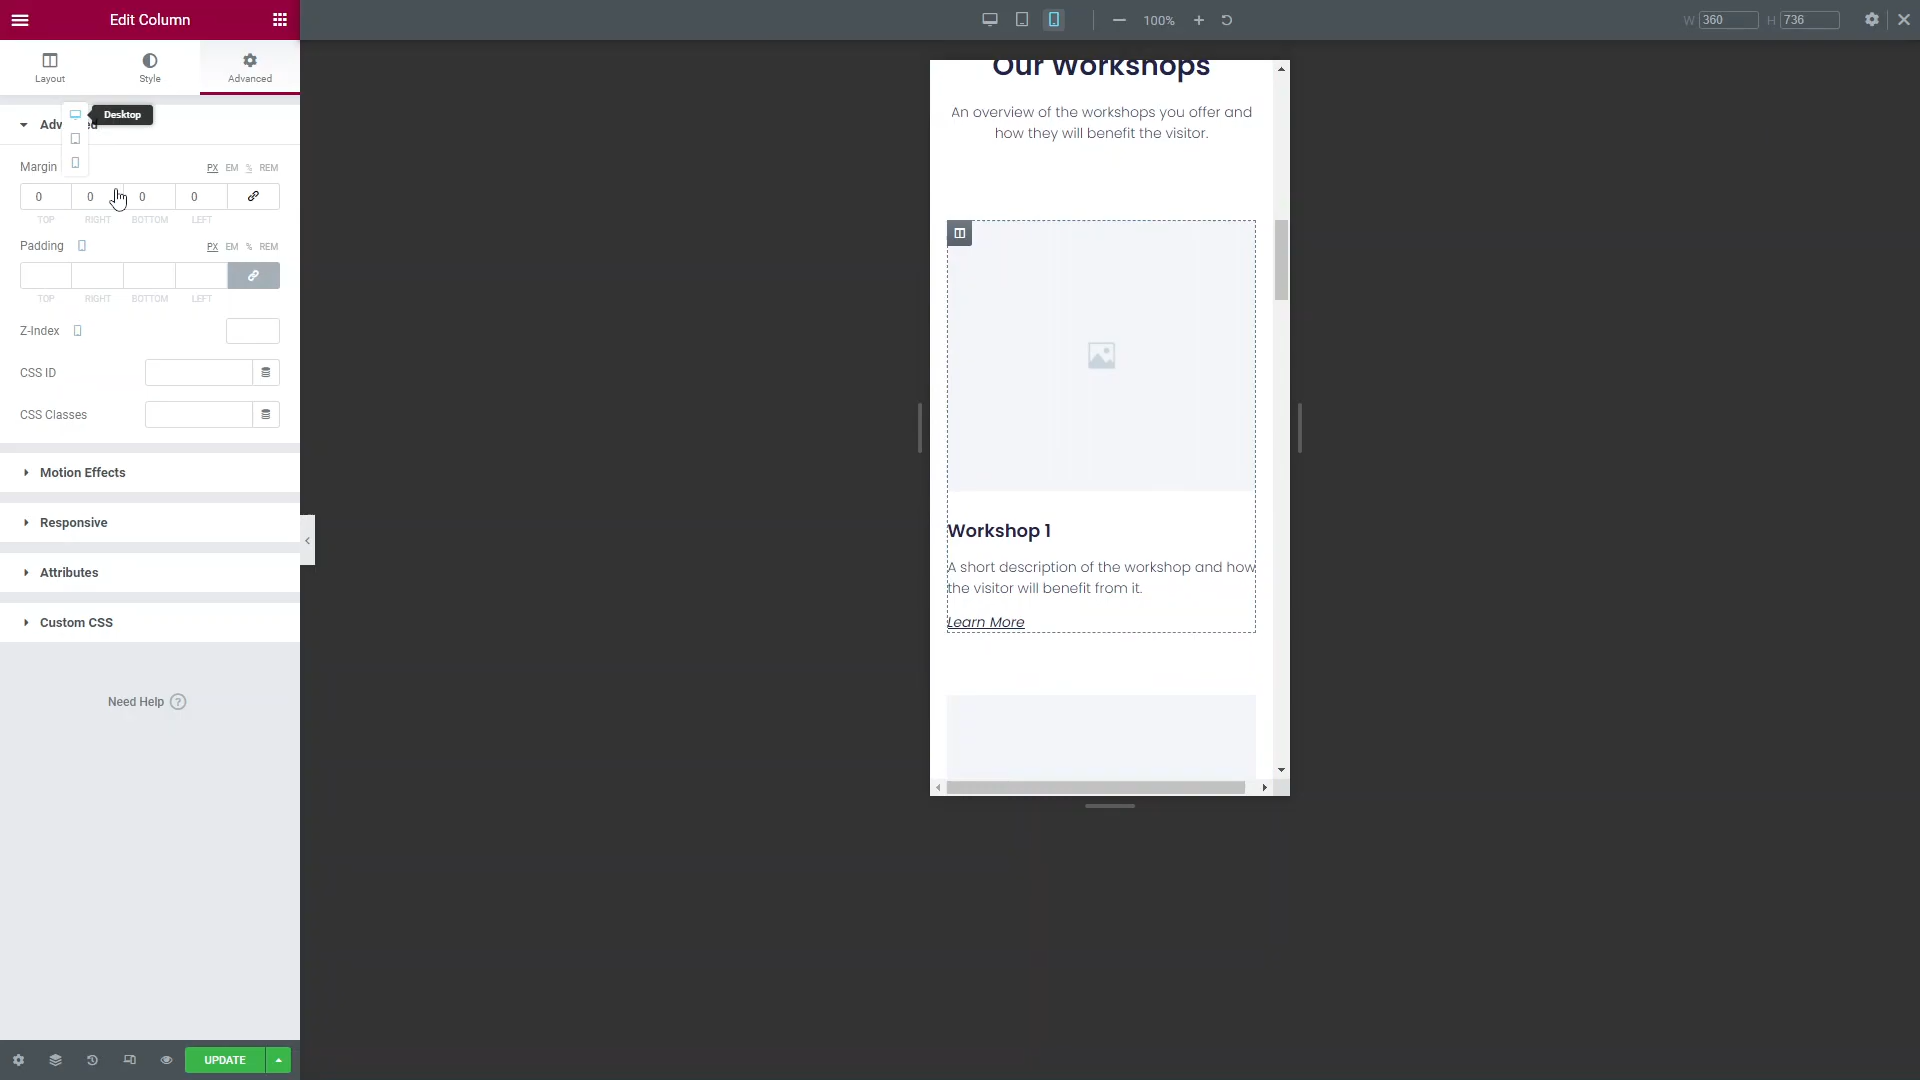 Edit Column
100%
W 360 H 736
Layout
Style
Advanced
Desktop
Margin
PX EM % REM
0 0 0 0
TOP RIGHT BOTTOM LEFT
Padding
PX EM % REM
TOP RIGHT BOTTOM LEFT
Z-Index
CSS ID
CSS Classes
Motion Effects
Responsive
Attributes
Custom CSS
Need Help ?
UPDATE
Our Workshops
An overview of the workshops you offer and
how they will benefit the visitor.
Workshop 1
A short description of the workshop and how
the visitor will benefit from it.
Learn More